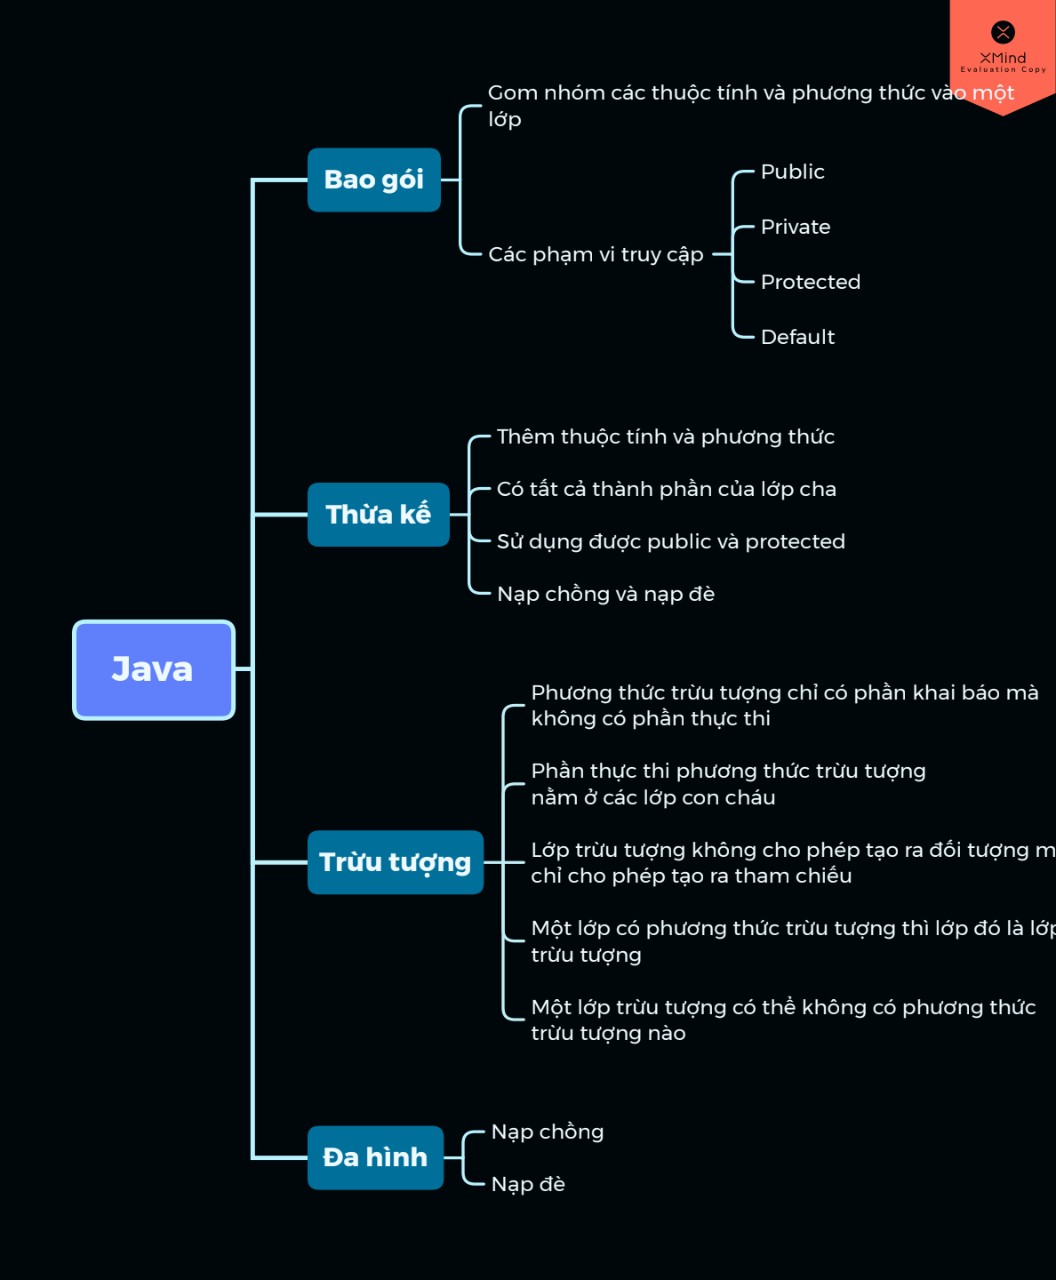 XMind
Evaluation Copy
Gom nhóm các thuộc tính và phương thức vào một
lớp
Bao gói
Public
Private
Các phạm vi truy cập
Protected
Default
Thêm thuộc tính và phương thức
Có tất cả thành phần của lớp cha
Thừa kế
Sử dụng được public và protected
Nạp chồng và nạp đè
Java
Phương thức trừu tượng chỉ có phần khai báo mà
không có phần thực thi
Phần thực thi phương thức trừu tượng
nằm ở các lớp con cháu
Trừu tượng
Lớp trừu tượng không cho phép tạo ra đối tượng
chỉ cho phép tạo ra tham chiếu
Một lớp có phương thức trừu tượng thì lớp đó là lớp
trừu tượng
Một lớp trừu tượng có thể không có phương thức
trừu tượng nào
Nạp chồng
Đa hình
Nạp đè